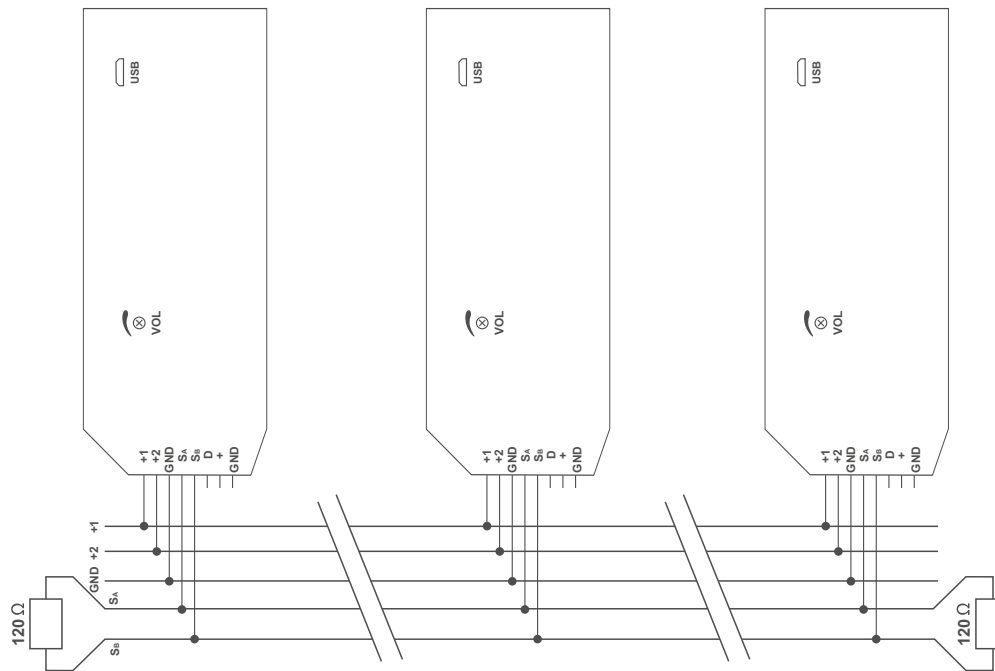 USB
USB
USB
VOL
VOL
VOL
+1 +2 GND SA SB D + GND
+1 +2 GND SA SB D + GND
+1 +2 GND SA SB D + GND
+1
+2
GND
SA
SB
120 Ω
120 Ω